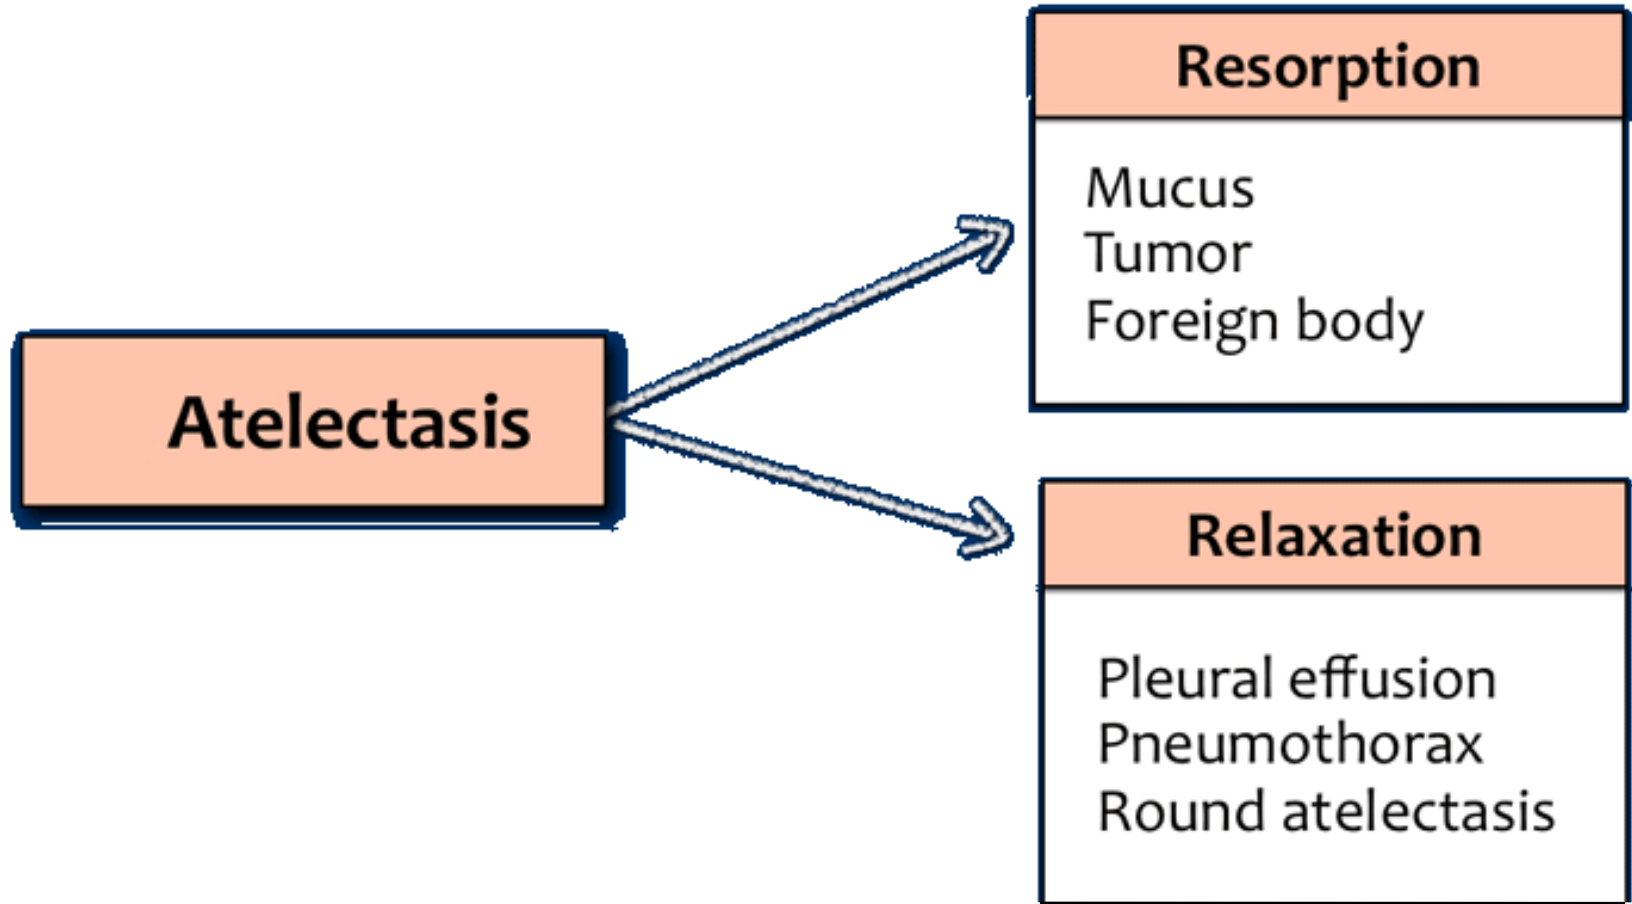 Atelectasis
Resorption
Mucus
Tumor
Foreign body
Relaxation
Pleural effusion
Pneumothorax
Round atelectasis